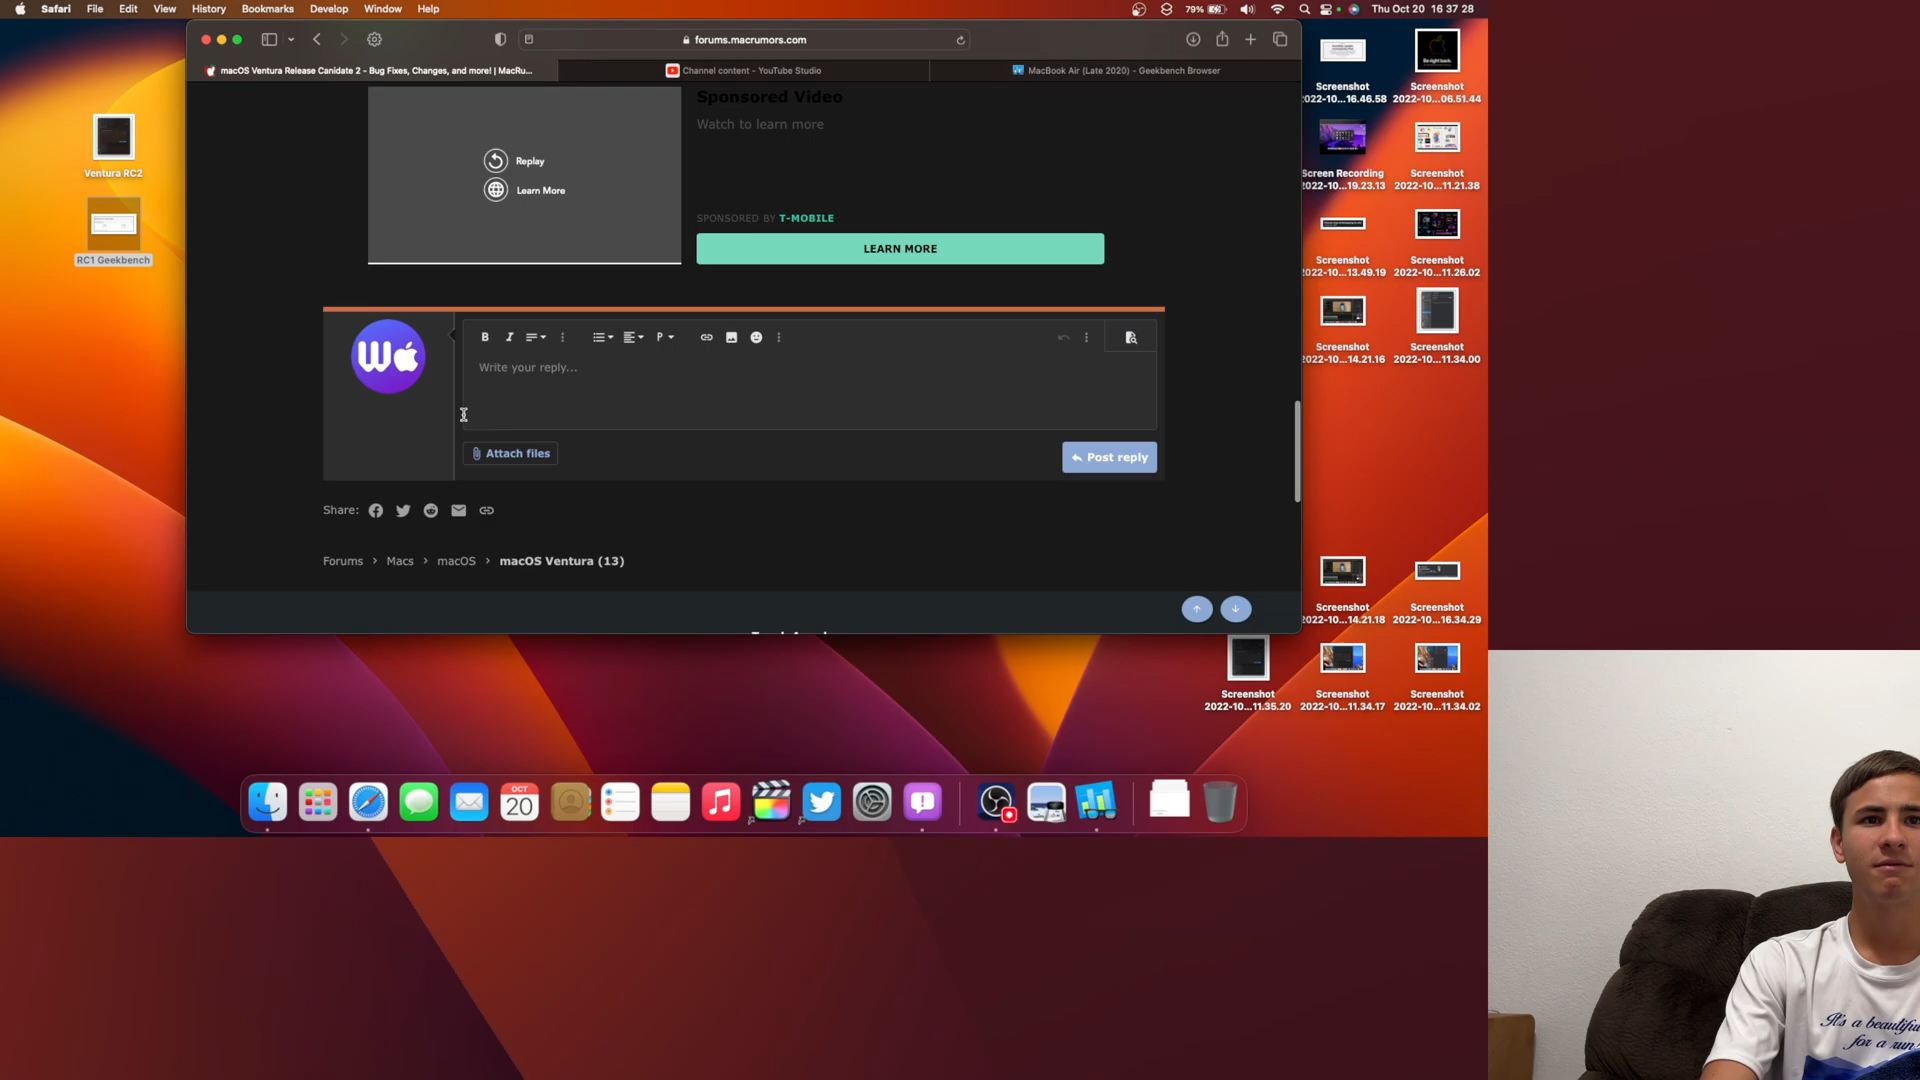 Safari File Edit View History Bookmarks Develop Window Help
79% Thu Oct 20 16 37 28
forums.macrumors.com
macOS Ventura Release Canidate 2 - Bug Fixes, Changes, and more! | MacRu...
Channel content - YouTube Studio
MacBook Air (Late 2020) - Geekbench Browser
Sponsored Video
Watch to learn more
Replay
Learn More
SPONSORED BY T-MOBILE
LEARN MORE
W
B I P
Write your reply...
Attach files
Post reply
Share:
Forums > Macs > macOS > macOS Ventura (13)
Ventura RC2
RC1 Geekbench
Screenshot
2022-10...16.46.58
Screenshot
2022-10...06.51.44
Be right back.
Screen Recording
2022-10...19.23.13
Screenshot
2022-10...11.21.38
Screenshot
2022-10...13.49.19
Screenshot
2022-10...11.26.02
Screenshot
2022-10...14.21.16
Screenshot
2022-10...11.34.00
Screenshot
2022-10...14.21.18
Screenshot
2022-10...16.34.29
Screenshot
2022-10...11.35.20
Screenshot
2022-10...11.34.17
Screenshot
2022-10...11.34.02
OCT
20
It's a beautiful
for a run!